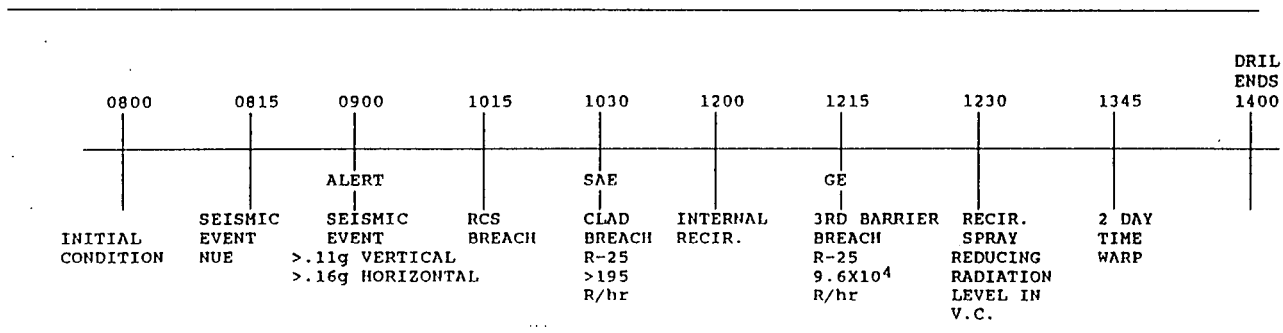 DRIL
ENDS
0800 0815 0900 1015 1030 1200 1215 1230 1345 1400
ALERT SAE GE
INITIAL
CONDITION
SEISMIC
EVENT
NUE
SEISMIC
EVENT
>.11g VERTICAL
>.16g HORIZONTAL
RCS
BREACH
CLAD
BREACH
R-25
>195
R/hr
INTERNAL
RECIR.
3RD BARRIER
BREACH
R-25
9.6X10⁴
R/hr
RECIR.
SPRAY
REDUCING
RADIATION
LEVEL IN
V.C.
2 DAY
TIME
WARP